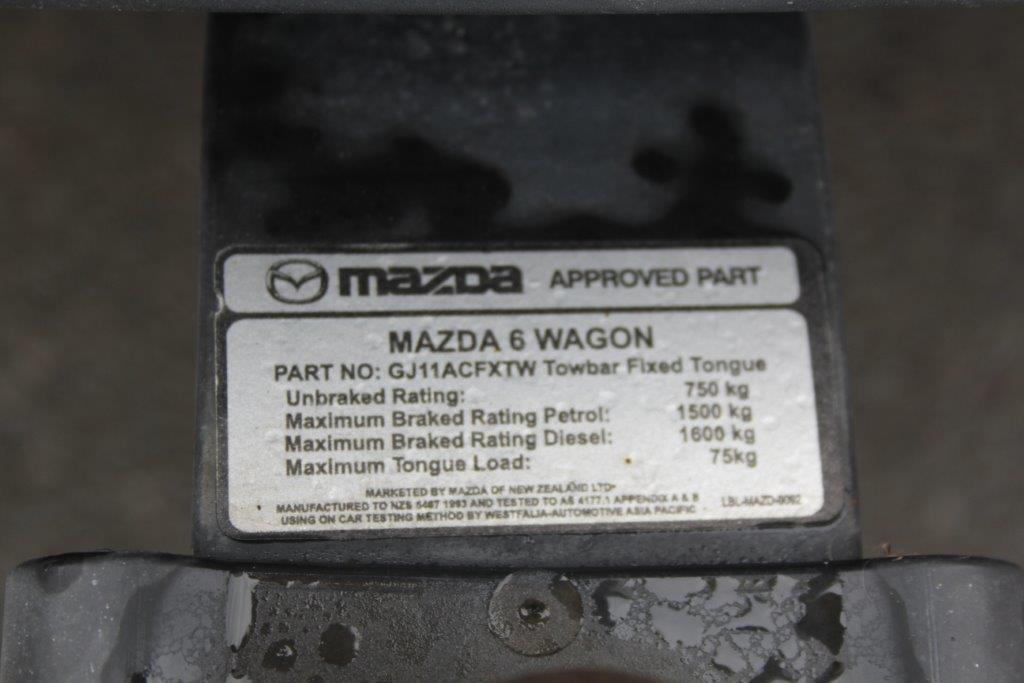 mazda APPROVED PART
MAZDA 6 WAGON
PART NO: GJ11ACFXTW Towbar Fixed Tongue
Unbraked Rating: 750 kg
Maximum Braked Rating Petrol: 1500 kg
Maximum Braked Rating Diesel: 1600 kg
Maximum Tongue Load: 75kg
MARKETED BY MAZDA OF NEW ZEALAND LTD
MANUFACTURED TO NZS 5467 1993 AND TESTED TO AS 4177.1 APPENDIX A & B
USING ON CAR TESTING METHOD BY WESTFALIA-AUTOMOTIVE ASIA PACIFIC
LBL-MAZD-0092